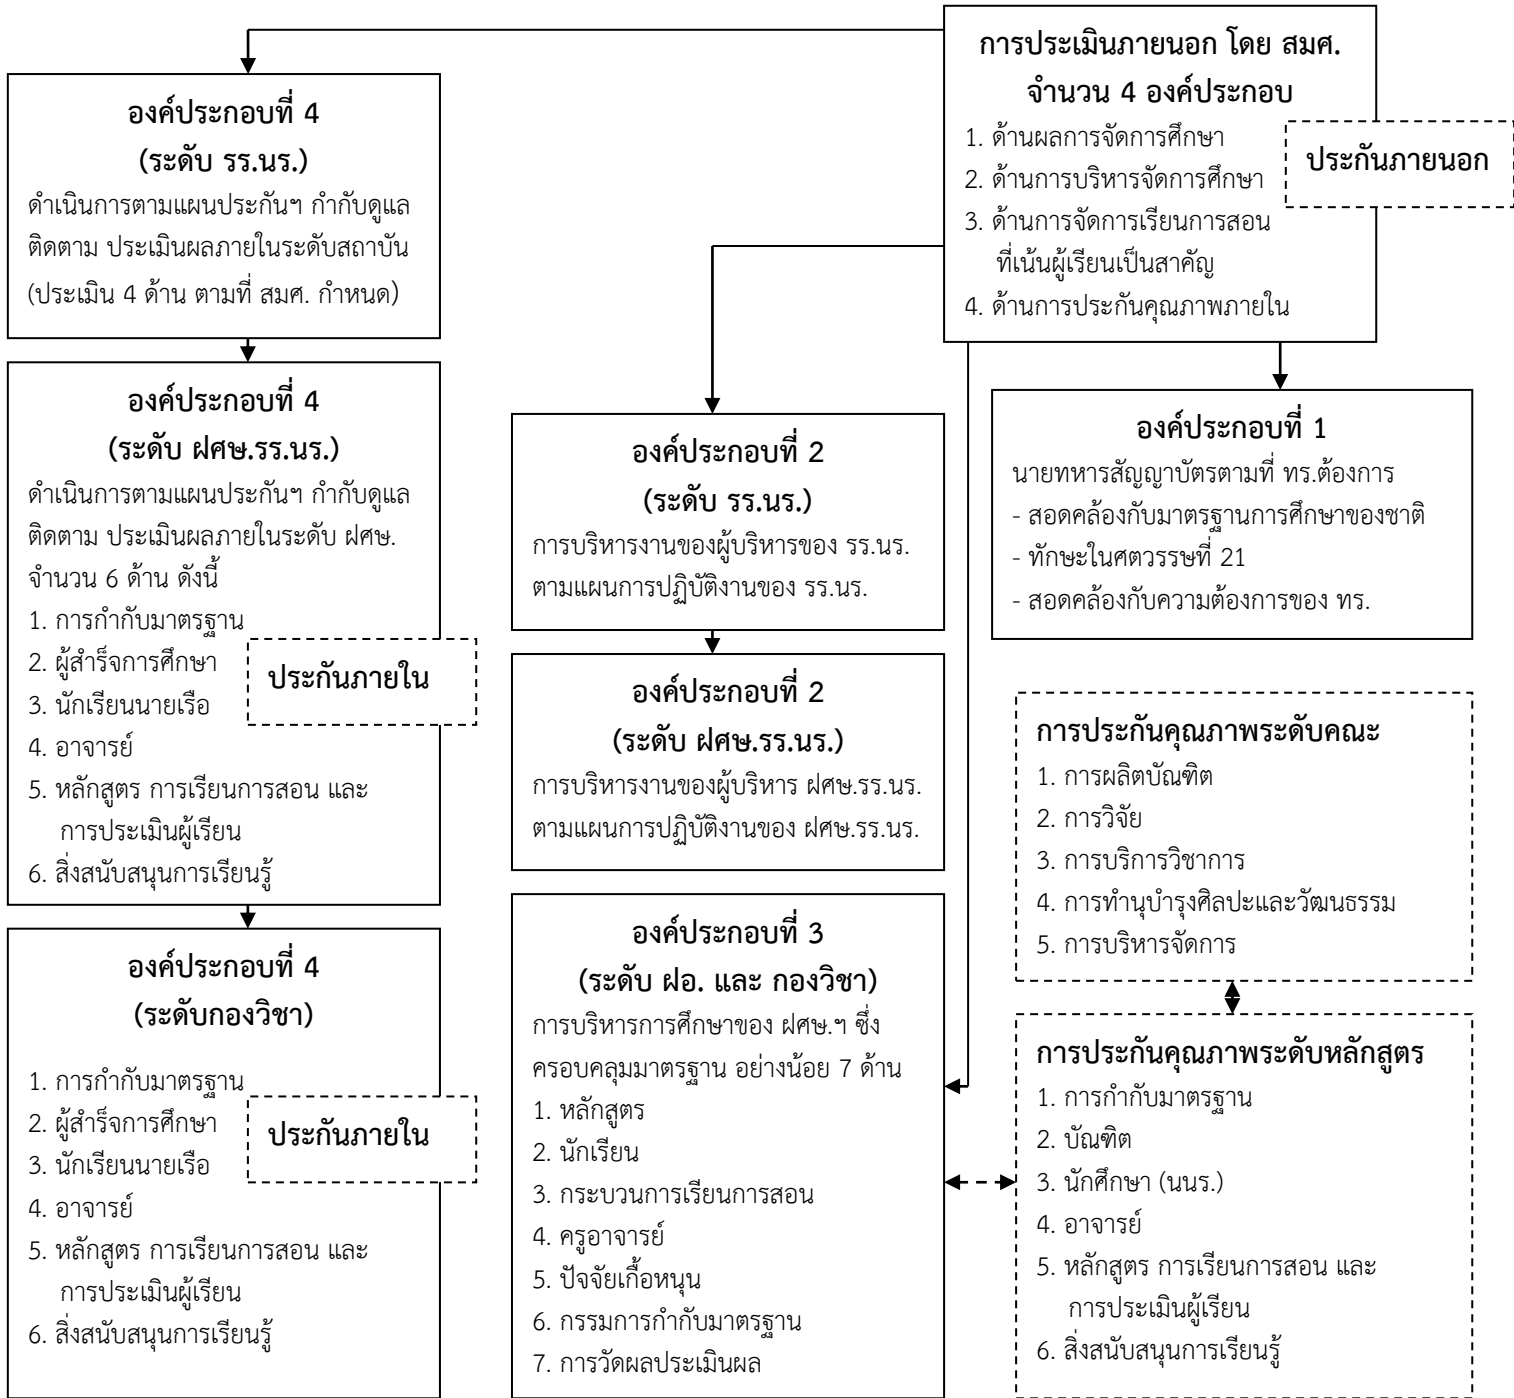 การประเมินภายนอก โดย สมศ.
จำนวน 4 องค์ประกอบ
1. ด้านผลการจัดการศึกษา
2. ด้านการบริหารจัดการศึกษา
3. ด้านการจัดการเรียนการสอน
ที่เน้นผู้เรียนเป็นสาคัญ
4. ด้านการประกันคุณภาพภายใน
ประกันภายนอก
องค์ประกอบที่ 4
(ระดับ รร.นร.)
ดำเนินการตามแผนประกันฯ กำกับดูแล
ติดตาม ประเมินผลภายในระดับสถาบัน
(ประเมิน 4 ด้าน ตามที่ สมศ. กำหนด)
องค์ประกอบที่ 4
(ระดับ ฝศษ.รร.นร.)
ดำเนินการตามแผนประกันฯ กำกับดูแล
ติดตาม ประเมินผลภายในระดับ ฝศษ.
จำนวน 6 ด้าน ดังนี้
1. การกำกับมาตรฐาน
2. ผู้สำเร็จการศึกษา
3. นักเรียนนายเรือ
4. อาจารย์
5. หลักสูตร การเรียนการสอน และ
การประเมินผู้เรียน
6. สิ่งสนับสนุนการเรียนรู้
ประกันภายใน
องค์ประกอบที่ 4
(ระดับกองวิชา)
1. การกำกับมาตรฐาน
2. ผู้สำเร็จการศึกษา
3. นักเรียนนายเรือ
4. อาจารย์
5. หลักสูตร การเรียนการสอน และ
การประเมินผู้เรียน
6. สิ่งสนับสนุนการเรียนรู้
ประกันภายใน
องค์ประกอบที่ 2
(ระดับ รร.นร.)
การบริหารงานของผู้บริหารของ รร.นร.
ตามแผนการปฏิบัติงานของ รร.นร.
องค์ประกอบที่ 2
(ระดับ ฝศษ.รร.นร.)
การบริหารงานของผู้บริหาร ฝศษ.รร.นร.
ตามแผนการปฏิบัติงานของ ฝศษ.รร.นร.
องค์ประกอบที่ 3
(ระดับ ฝอ. และ กองวิชา)
การบริหารการศึกษาของ ฝศษ.ฯ ซึ่ง
ครอบคลุมมาตรฐาน อย่างน้อย 7 ด้าน
1. หลักสูตร
2. นักเรียน
3. กระบวนการเรียนการสอน
4. ครูอาจารย์
5. ปัจจัยเกื้อหนุน
6. กรรมการกำกับมาตรฐาน
7. การวัดผลประเมินผล
องค์ประกอบที่ 1
นายทหารสัญญาบัตรตามที่ ทร.ต้องการ
- สอดคล้องกับมาตรฐานการศึกษาของชาติ
- ทักษะในศตวรรษที่ 21
- สอดคล้องกับความต้องการของ ทร.
การประกันคุณภาพระดับคณะ
1. การผลิตบัณฑิต
2. การวิจัย
3. การบริการวิชาการ
4. การทำนุบำรุงศิลปะและวัฒนธรรม
5. การบริหารจัดการ
การประกันคุณภาพระดับหลักสูตร
1. การกำกับมาตรฐาน
2. บัณฑิต
3. นักศึกษา (นนร.)
4. อาจารย์
5. หลักสูตร การเรียนการสอน และ
การประเมินผู้เรียน
6. สิ่งสนับสนุนการเรียนรู้